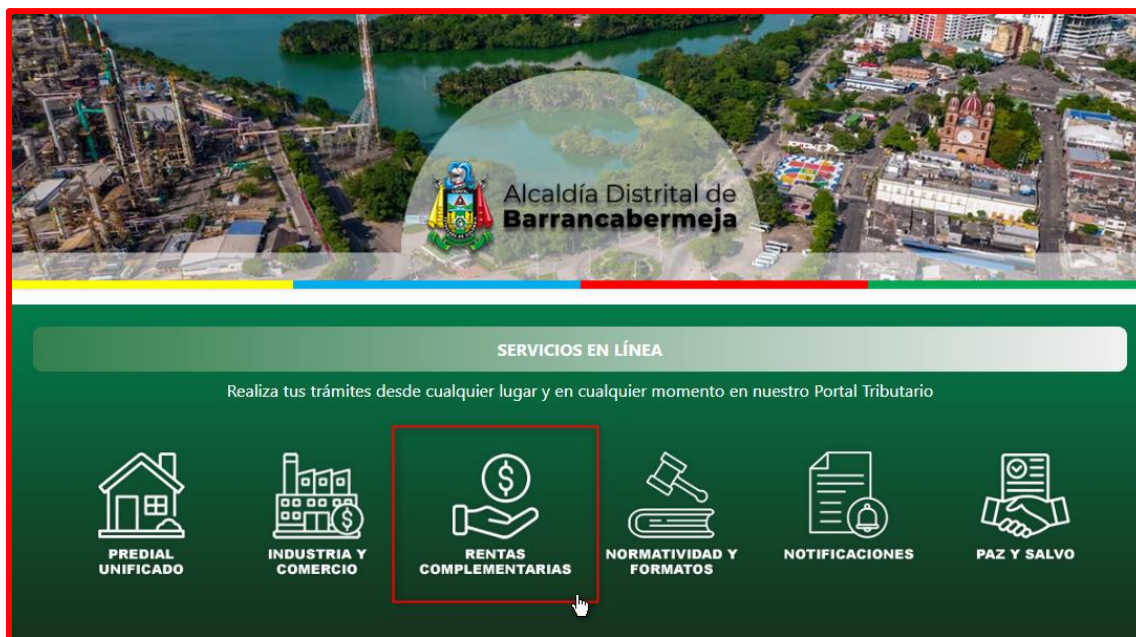 Alcaldía Distrital de
Barrancabermeja
SERVICIOS EN LÍNEA
Realiza tus trámites desde cualquier lugar y en cualquier momento en nuestro Portal Tributario
PREDIAL
UNIFICADO
INDUSTRIA Y
COMERCIO
RENTAS
COMPLEMENTARIAS
NORMATIVIDAD Y
FORMATOS
NOTIFICACIONES
PAZ Y SALVO